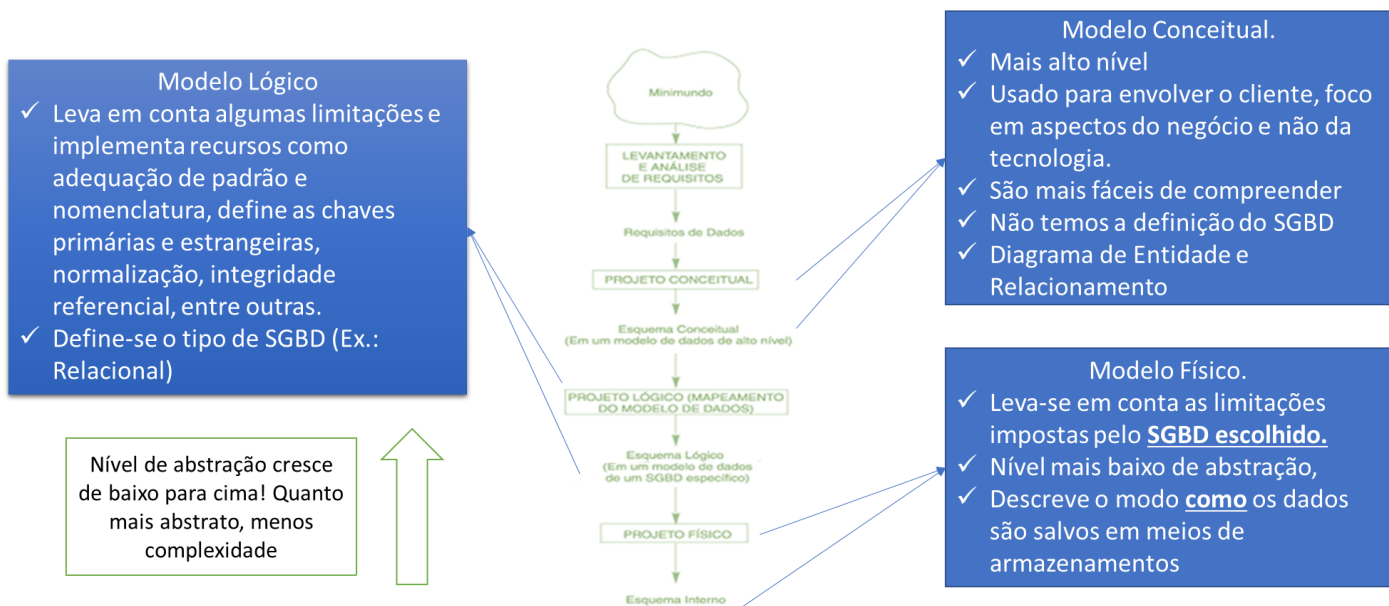 Modelo Lógico
✓ Leva em conta algumas limitações e
implementa recursos como
adequação de padrão e
nomenclatura, define as chaves
primárias e estrangeiras,
normalização, integridade
referencial, entre outras.
✓ Define-se o tipo de SGBD (Ex.:
Relacional)
Nível de abstração cresce
de baixo para cima! Quanto
mais abstrato, menos
complexidade
Minimundo
LEVANTAMENTO
E ANÁLISE
DE REQUISITOS
Requisitos de Dados
PROJETO CONCEITUAL
Esquema Conceitual
(Em um modelo de dados de alto nível)
PROJETO LÓGICO (MAPEAMENTO
DO MODELO DE DADOS)
Esquema Lógico
(Em um modelo de dados
de um SGBD específico)
PROJETO FÍSICO
Esquema Interno
Modelo Conceitual.
✓ Mais alto nível
✓ Usado para envolver o cliente, foco
em aspectos do negócio e não da
tecnologia.
✓ São mais fáceis de compreender
✓ Não temos a definição do SGBD
✓ Diagrama de Entidade e
Relacionamento
Modelo Físico.
✓ Leva-se em conta as limitações
impostas pelo SGBD escolhido.
✓ Nível mais baixo de abstração,
✓ Descreve o modo como os dados
são salvos em meios de
armazenamentos